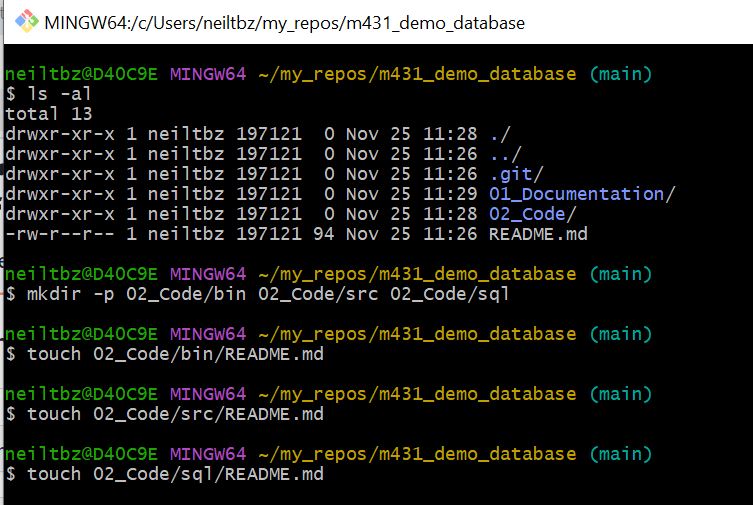 MINGW64:/c/Users/neiltbz/my_repos/m431_demo_database
neiltbz@D40C9E MINGW64 ~/my_repos/m431_demo_database (main)
$ ls -al
total 13
drwxr-xr-x 1 neiltbz 197121  0 Nov 25 11:28 ./
drwxr-xr-x 1 neiltbz 197121  0 Nov 25 11:26 ../
drwxr-xr-x 1 neiltbz 197121  0 Nov 25 11:26 .git/
drwxr-xr-x 1 neiltbz 197121  0 Nov 25 11:29 01_Documentation/
drwxr-xr-x 1 neiltbz 197121  0 Nov 25 11:28 02_Code/
-rw-r--r-- 1 neiltbz 197121 94 Nov 25 11:26 README.md
neiltbz@D40C9E MINGW64 ~/my_repos/m431_demo_database (main)
$ mkdir -p 02_Code/bin 02_Code/src 02_Code/sql
neiltbz@D40C9E MINGW64 ~/my_repos/m431_demo_database (main)
$ touch 02_Code/bin/README.md
neiltbz@D40C9E MINGW64 ~/my_repos/m431_demo_database (main)
$ touch 02_Code/src/README.md
neiltbz@D40C9E MINGW64 ~/my_repos/m431_demo_database (main)
$ touch 02_Code/sql/README.md